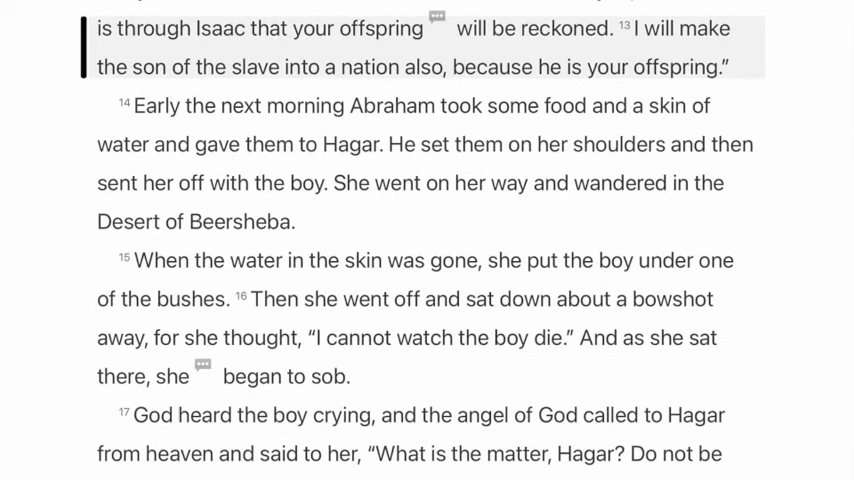 is through Isaac that your offspring will be reckoned. 13 I will make
the son of the slave into a nation also, because he is your offspring.”
14 Early the next morning Abraham took some food and a skin of
water and gave them to Hagar. He set them on her shoulders and then
sent her off with the boy. She went on her way and wandered in the
Desert of Beersheba.
15 When the water in the skin was gone, she put the boy under one
of the bushes. 16 Then she went off and sat down about a bowshot
away, for she thought, “I cannot watch the boy die.” And as she sat
there, she began to sob.
17 God heard the boy crying, and the angel of God called to Hagar
from heaven and said to her, “What is the matter, Hagar? Do not be